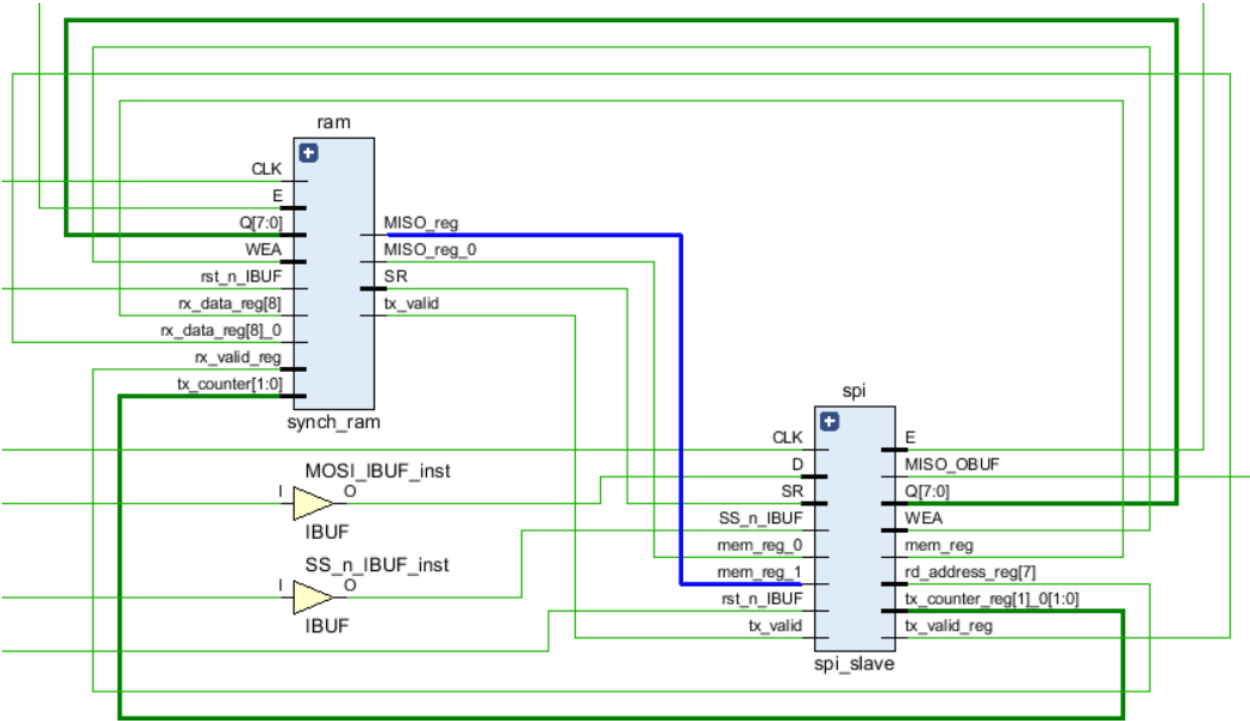 ram
CLK
E
Q[7:0]
WEA
rst_n_IBUF
rx_data_reg[8]
rx_data_reg[8]_0
rx_valid_reg
tx_counter[1:0]
MISO_reg
MISO_reg_0
SR
tx_valid
synch_ram
MOSI_IBUF_inst
I
O
IBUF
SS_n_IBUF_inst
I
O
IBUF
spi
CLK
D
SR
SS_n_IBUF
mem_reg_0
mem_reg_1
rst_n_IBUF
tx_valid
E
MISO_OBUF
Q[7:0]
WEA
mem_reg
rd_address_reg[7]
tx_counter_reg[1]_0[1:0]
tx_valid_reg
spi_slave